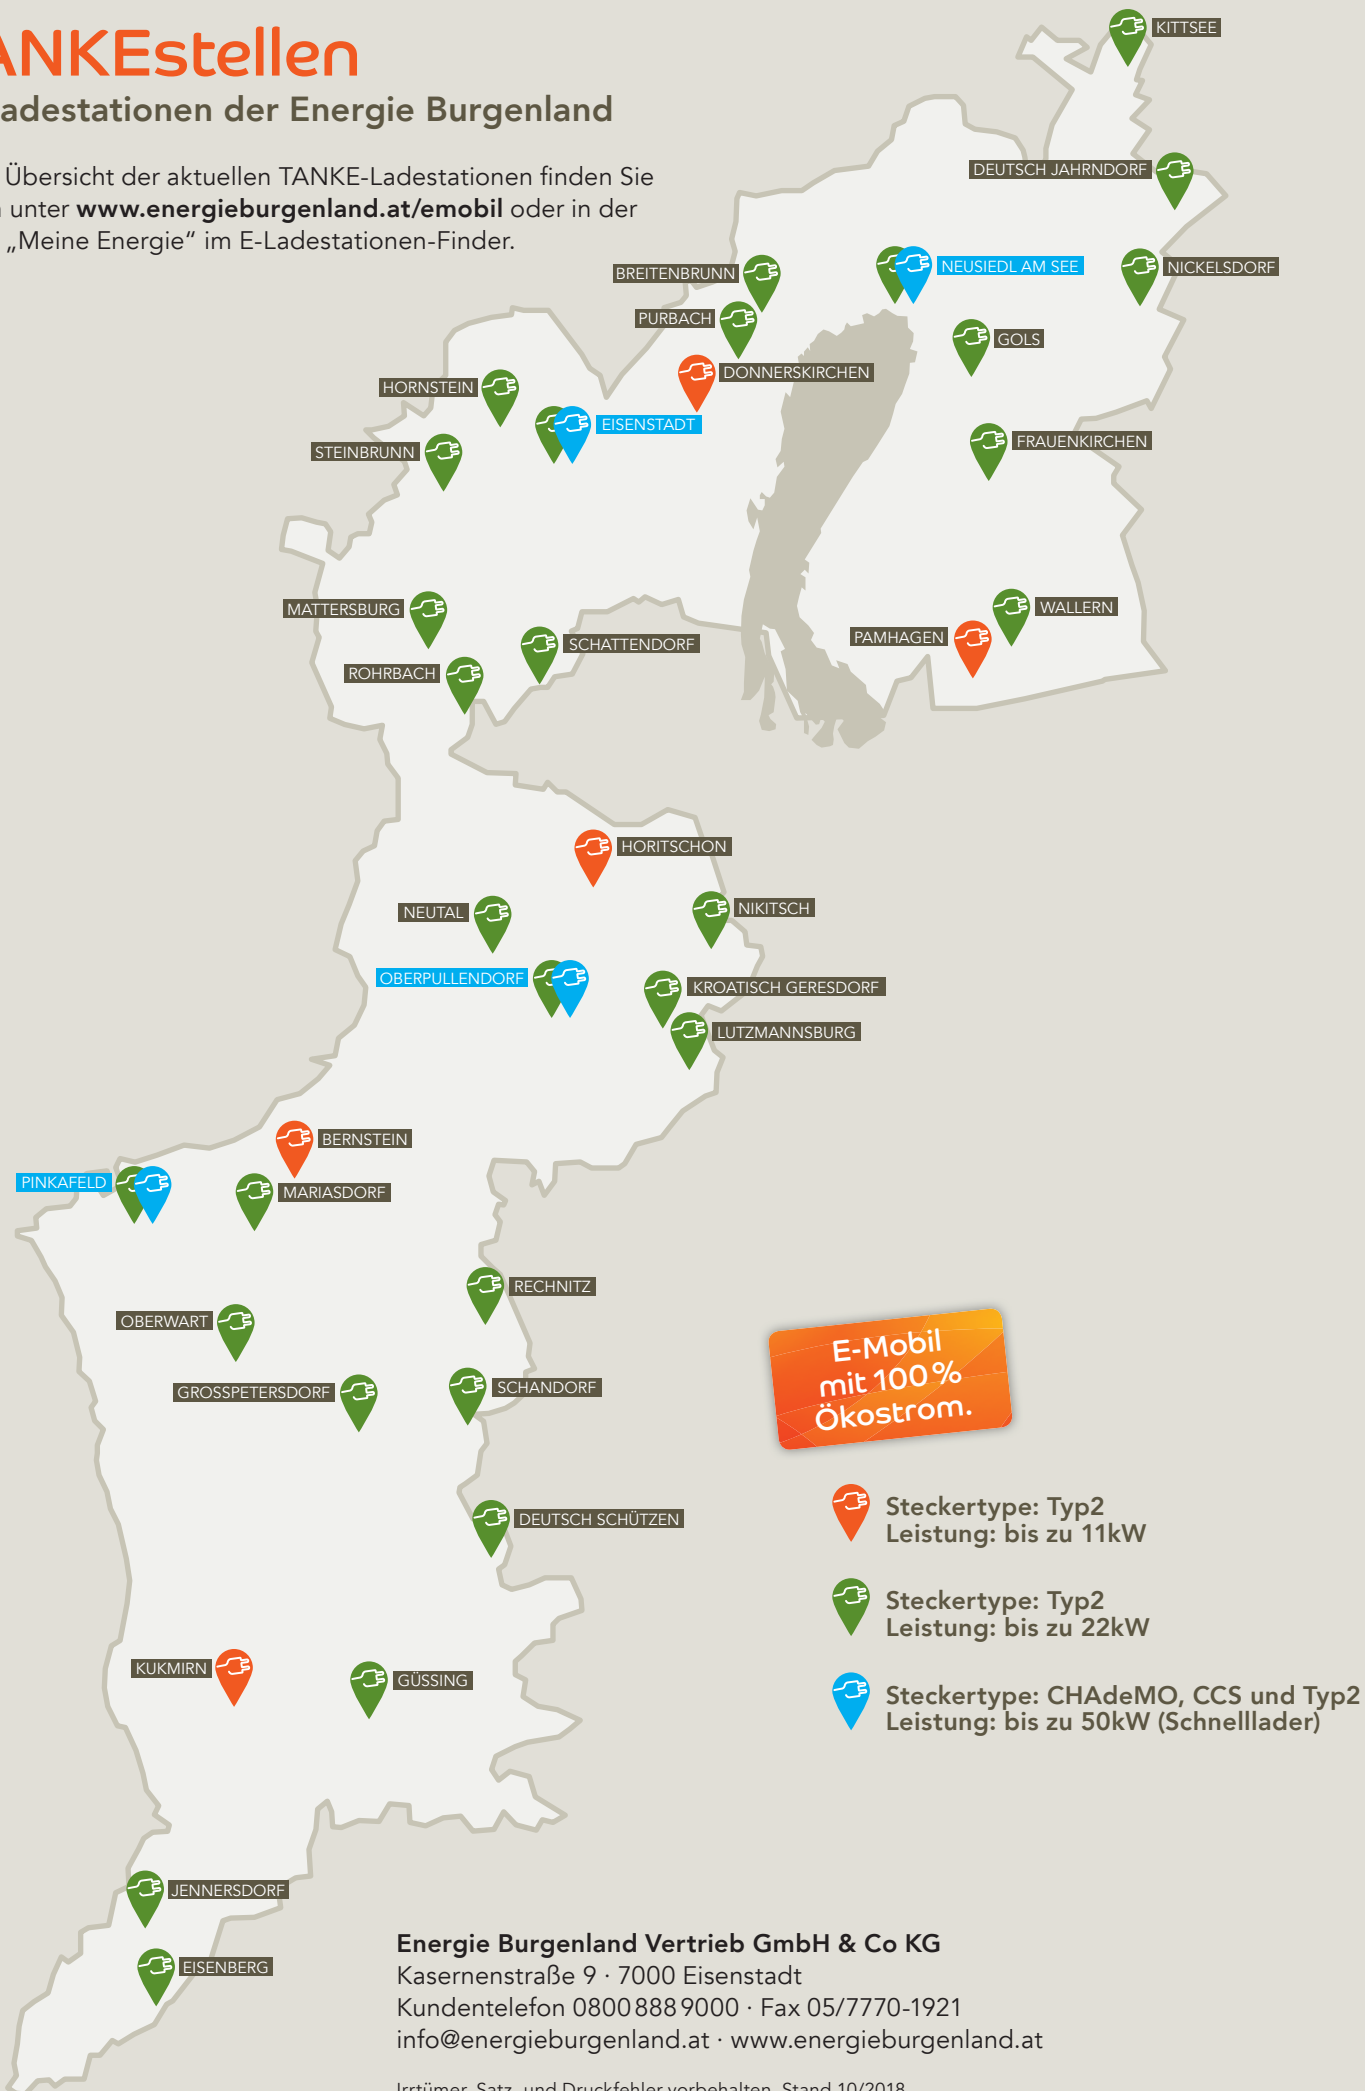 ANKEstellen
adestationen der Energie Burgenland
Übersicht der aktuellen TANKE-Ladestationen finden Sie
unter www.energieburgenland.at/emobil oder in der
„Meine Energie“ im E-Ladestationen-Finder.
KITTSEE
DEUTSCH JAHRNDORF
BREITENBRUNN
NEUSIEDL AM SEE
NICKELSDORF
PURBACH
GOLS
DONNERSKIRCHEN
HORNSTEIN
EISENSTADT
FRAUENKIRCHEN
STEINBRUNN
MATTERSBURG
WALLERN
SCHATTENDORF
PAMHAGEN
ROHRBACH
HORITSCHON
NEUTAL
NIKITSCH
OBERPULLENDORF
KROATISCH GERESDORF
LUTZMANNSBURG
BERNSTEIN
PINKAFELD
MARIASDORF
RECHNITZ
OBERWART
GROSSPETERSDORF
SCHANDORF
E-Mobil
mit 100%
Ökostrom.
DEUTSCH SCHÜTZEN
Steckertype: Typ2
Leistung: bis zu 11kW
Steckertype: Typ2
Leistung: bis zu 22kW
KUKMIRN
GÜSSING
Steckertype: CHAdeMO, CCS und Typ2
Leistung: bis zu 50kW (Schnelllader)
JENNERSDORF
EISENBERG
Energie Burgenland Vertrieb GmbH & Co KG
Kasernenstraße 9 · 7000 Eisenstadt
Kundentelefon 0800 888 9000 · Fax 05/7770-1921
info@energieburgenland.at · www.energieburgenland.at
Irrtümer, Satz- und Druckfehler vorbehalten. Stand 10/2018